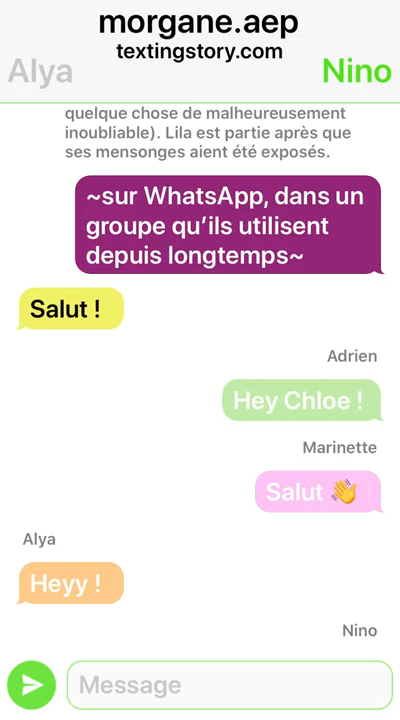 morgane.aep
textingstory.com
Alya
Nino
quelque chose de malheureusement
inoubliable). Lila est partie après que
ses mensonges aient été exposés.
~sur WhatsApp, dans un
groupe qu’ils utilisent
depuis longtemps~
Salut !
Adrien
Hey Chloe !
Marinette
Salut 👋
Alya
Heyy !
Nino
Message